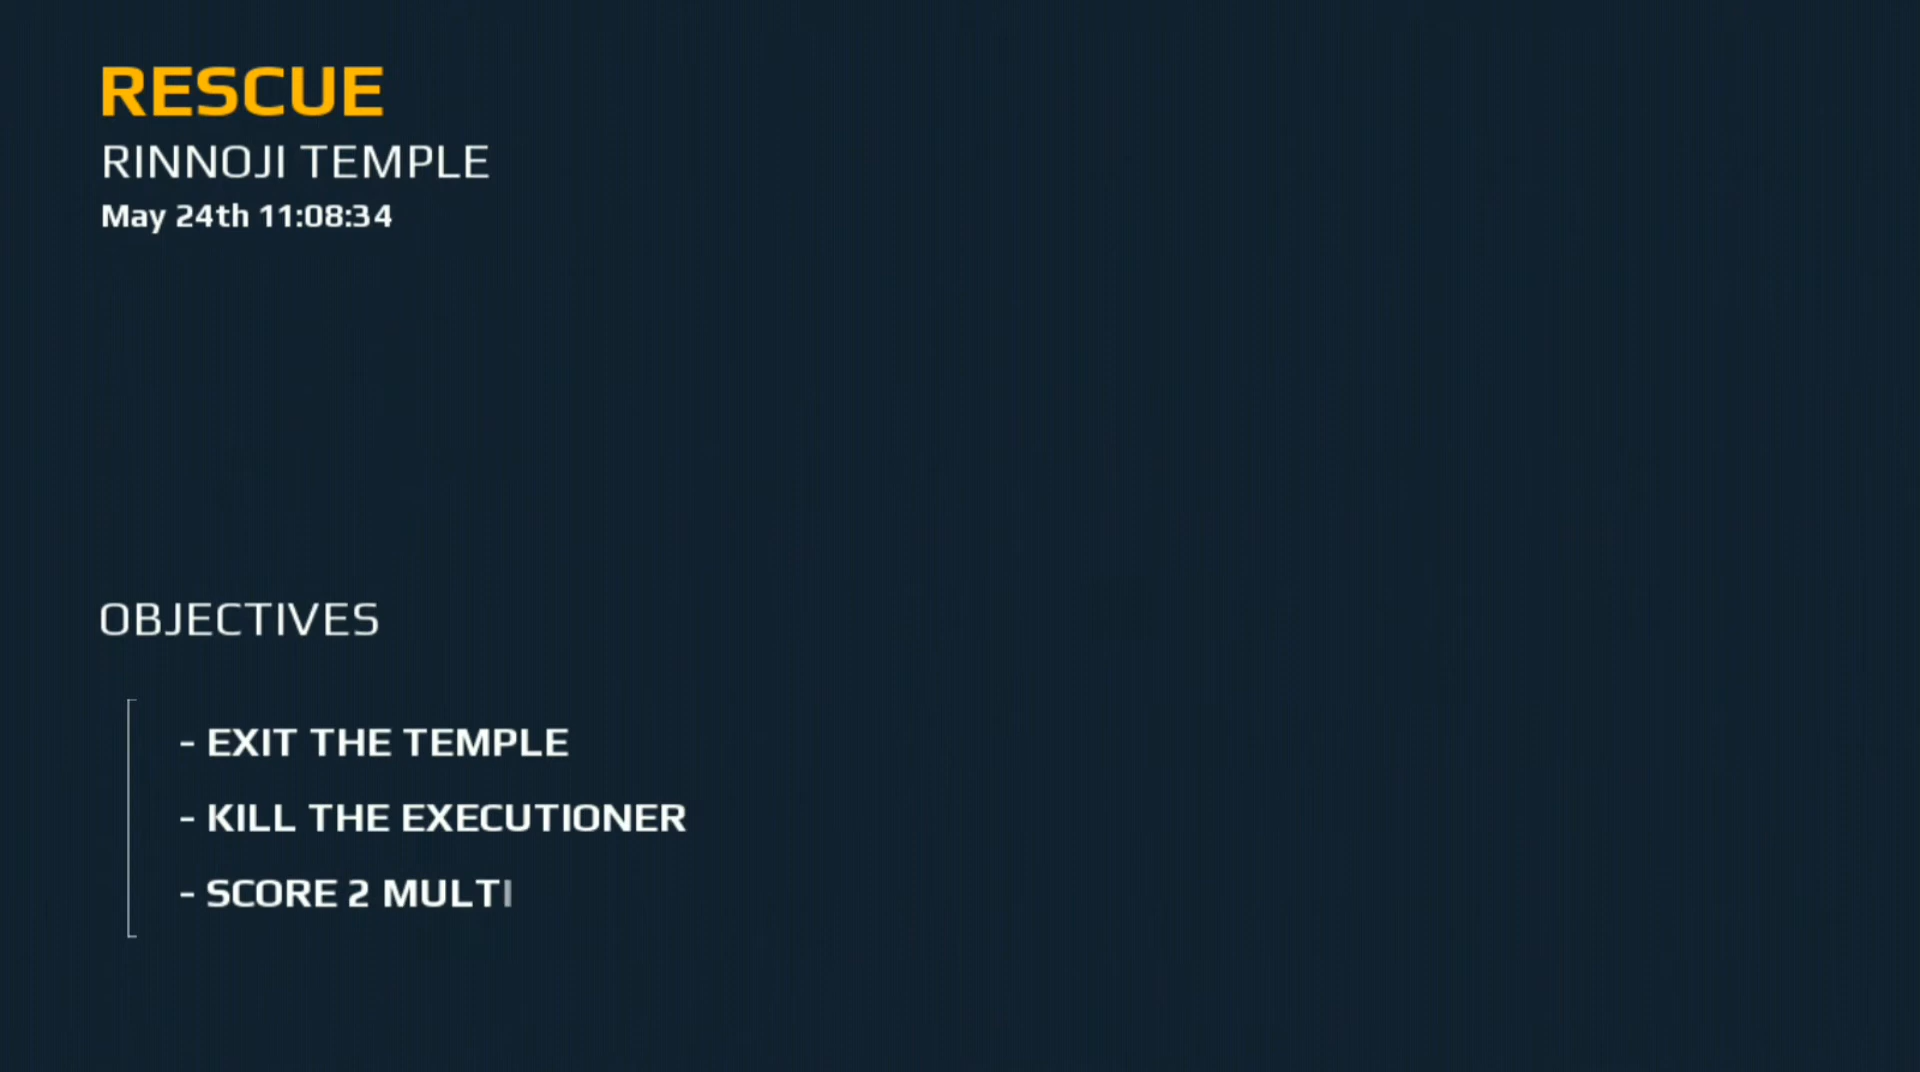 RESCUE
RINNOJI TEMPLE
May 24th 11:08:34
OBJECTIVES
- EXIT THE TEMPLE
- KILL THE EXECUTIONER
- SCORE 2 MULTI